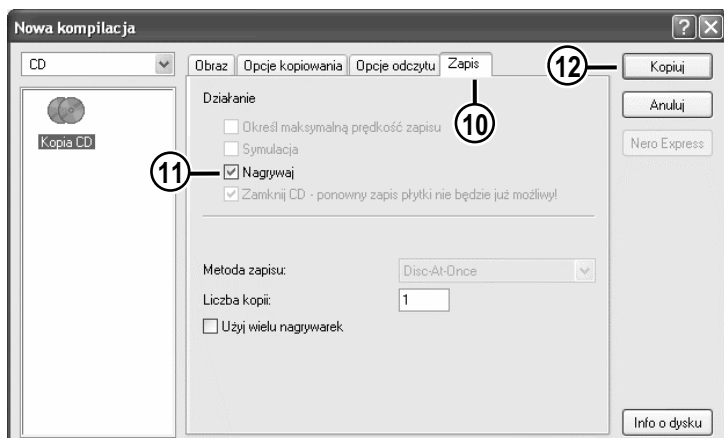 Nowa kompilacja
CD
Kopia CD
Obraz
Opcje kopiowania
Opcje odczytu
Zapis
12
Kopiuj
Działanie
10
Anuluj
Określ maksymalną prędkość zapisu
Symulacja
Nero Express
11
Nagrywaj
Zamknij CD - ponowny zapis płytki nie będzie już możliwy!
Metoda zapisu:
Disc-At-Once
Liczba kopii:
1
Użyj wielu nagrywarek
Info o dysku